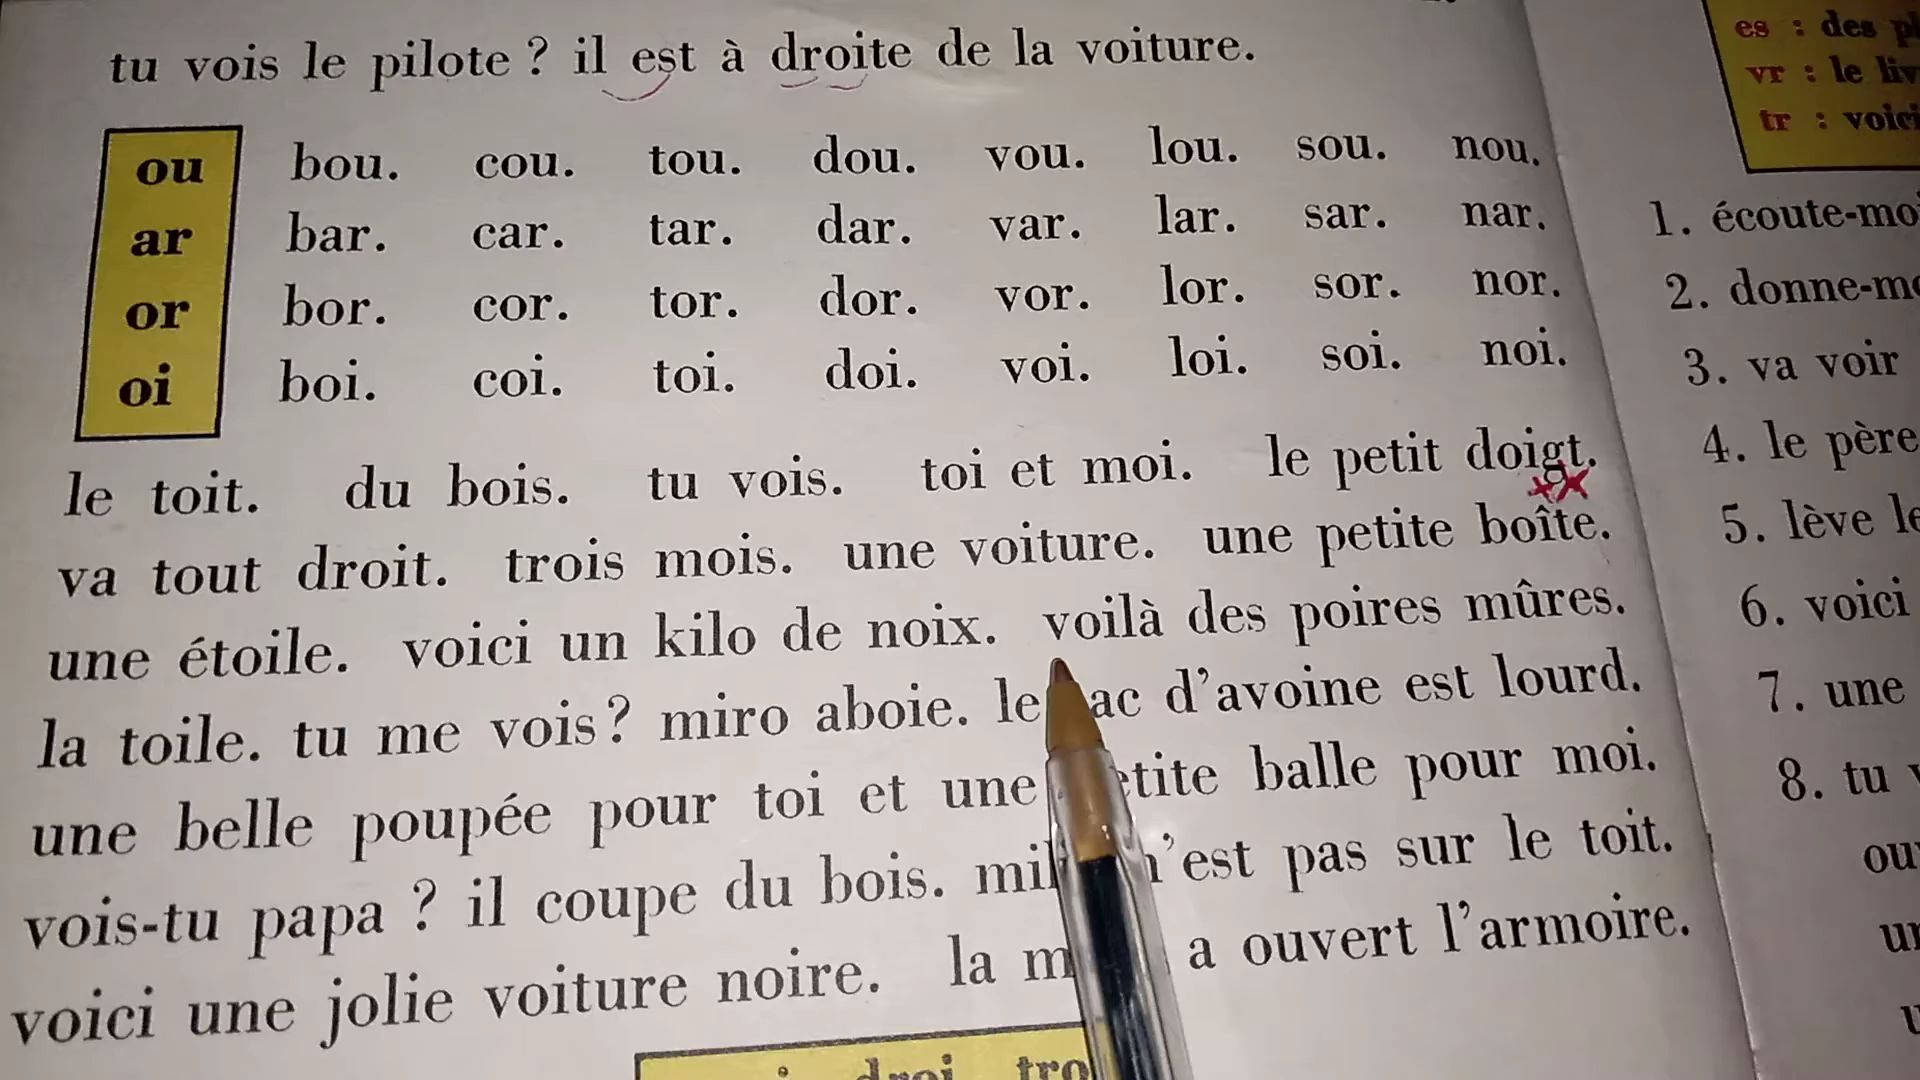 tu vois le pilote ? il est à droite de la voiture.
ou bou. cou. tou. dou. vou. lou. sou. nou.
ar bar. car. tar. dar. var. lar. sar. nar.
or bor. cor. tor. dor. vor. lor. sor. nor.
oi boi. coi. toi. doi. voi. loi. soi. noi.
le toit. du bois. tu vois. toi et moi. le petit doigt.
va tout droit. trois mois. une voiture. une petite boîte.
une étoile. voici un kilo de noix. voilà des poires mûres.
la toile. tu me vois ? miro aboie. le d'avoine est lourd.
une belle poupée pour toi et une balle pour moi.
vois-tu papa ? il coupe du bois. n'est pas sur le toit.
voici une jolie voiture noire. la a ouvert l'armoire.
droi
es : des
vr : le
tr : voici
1. écoute-moi
2. donne-
3. va voir
4. le père
5. lève
6. voici
7. une
8. tu